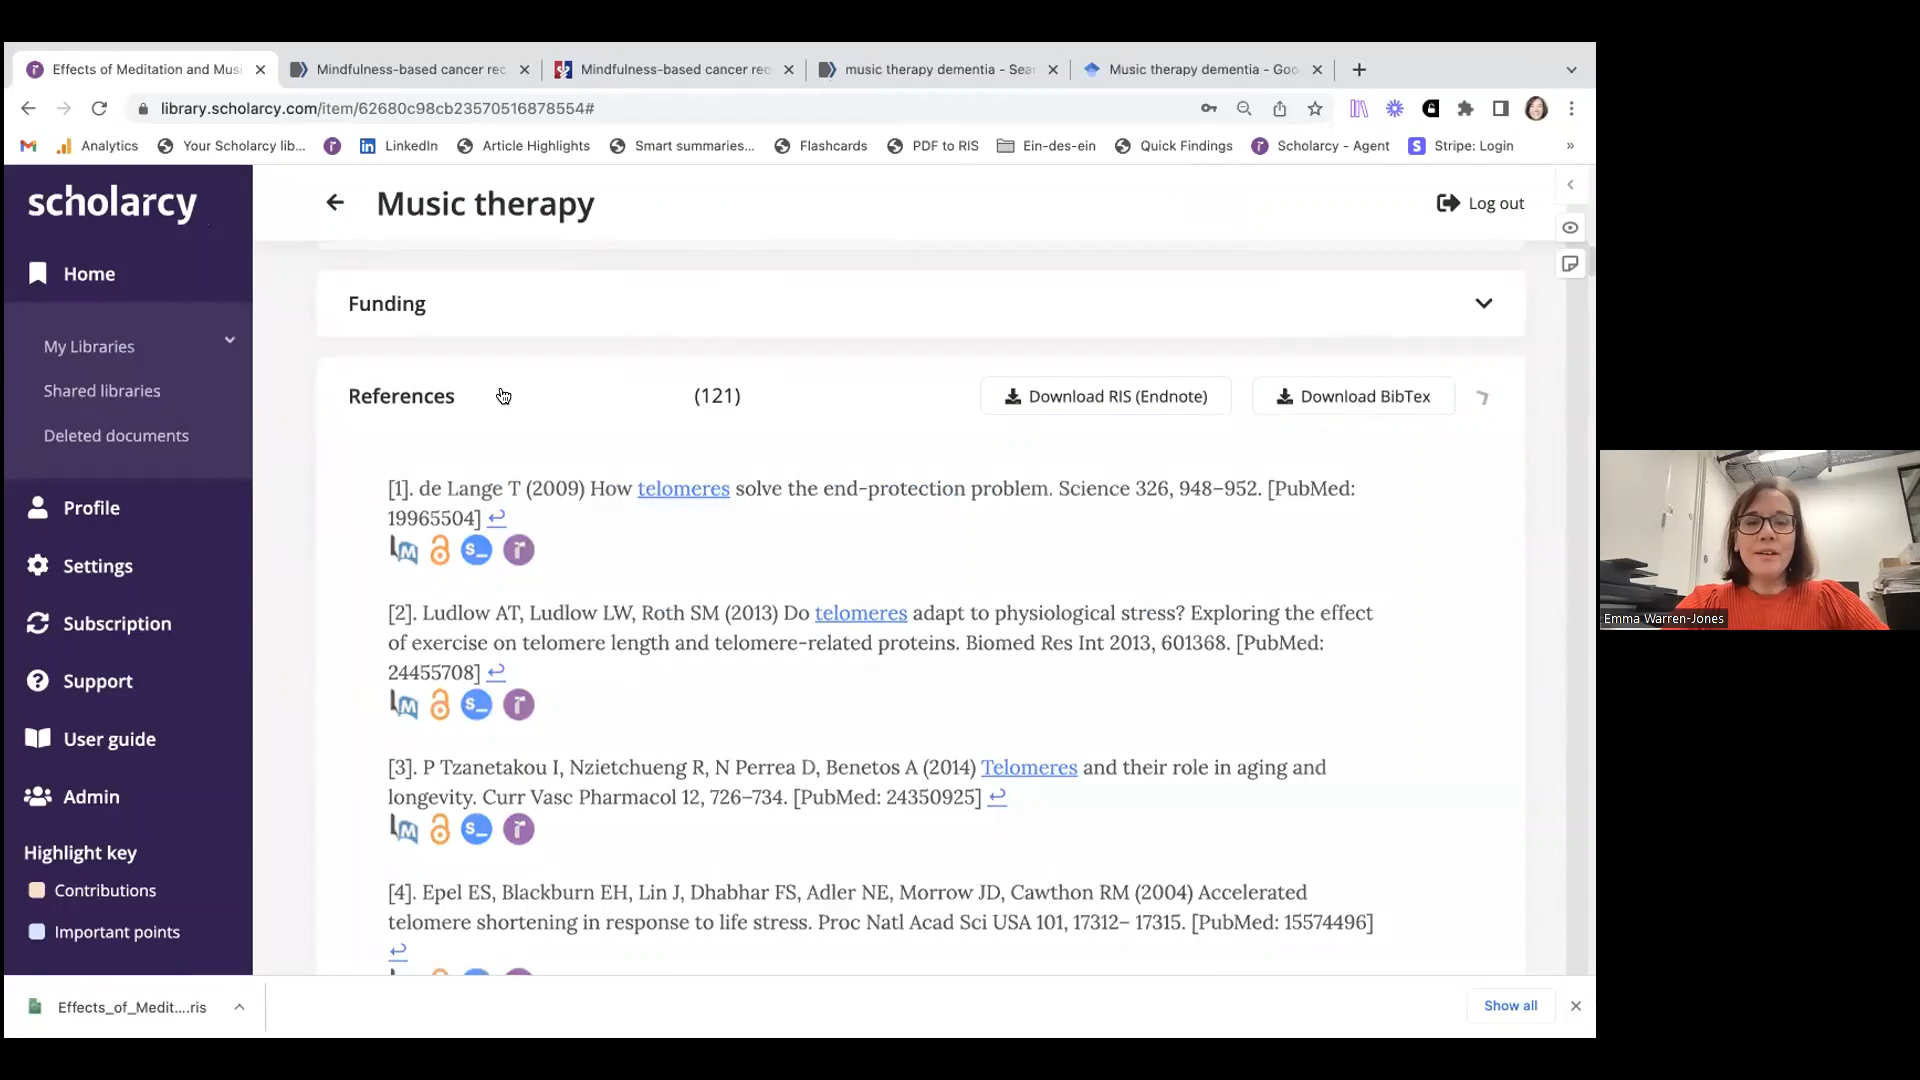 Effects of Meditation and Musi
Mindfulness-based cancer rec
Mindfulness-based cancer rec
music therapy dementia - Sear
Music therapy dementia - Goo
library.scholarcy.com/item/62680c98cb23570516878554#
Analytics
Your Scholarcy lib...
LinkedIn
Article Highlights
Smart summaries...
Flashcards
PDF to RIS
Ein-des-ein
Quick Findings
Scholarcy - Agent
Stripe: Login
»
scholarcy
Music therapy
Log out
Home
My Libraries
Shared libraries
Deleted documents
Profile
Settings
Subscription
Support
User guide
Admin
Highlight key
Contributions
Important points
Funding
References
(121)
Download RIS (Endnote)
Download BibTex
[1]. de Lange T (2009) How telomeres solve the end-protection problem. Science 326, 948–952. [PubMed:
19965504] ↩
[2]. Ludlow AT, Ludlow LW, Roth SM (2013) Do telomeres adapt to physiological stress? Exploring the effect
of exercise on telomere length and telomere-related proteins. Biomed Res Int 2013, 601368. [PubMed:
24455708] ↩
[3]. P Tzanetakou I, Nzietchueng R, N Perrea D, Benetos A (2014) Telomeres and their role in aging and
longevity. Curr Vasc Pharmacol 12, 726–734. [PubMed: 24350925] ↩
[4]. Epel ES, Blackburn EH, Lin J, Dhabhar FS, Adler NE, Morrow JD, Cawthon RM (2004) Accelerated
telomere shortening in response to life stress. Proc Natl Acad Sci USA 101, 17312– 17315. [PubMed: 15574496]
↩
Effects_of_Medit....ris
Show all
Emma Warren-Jones